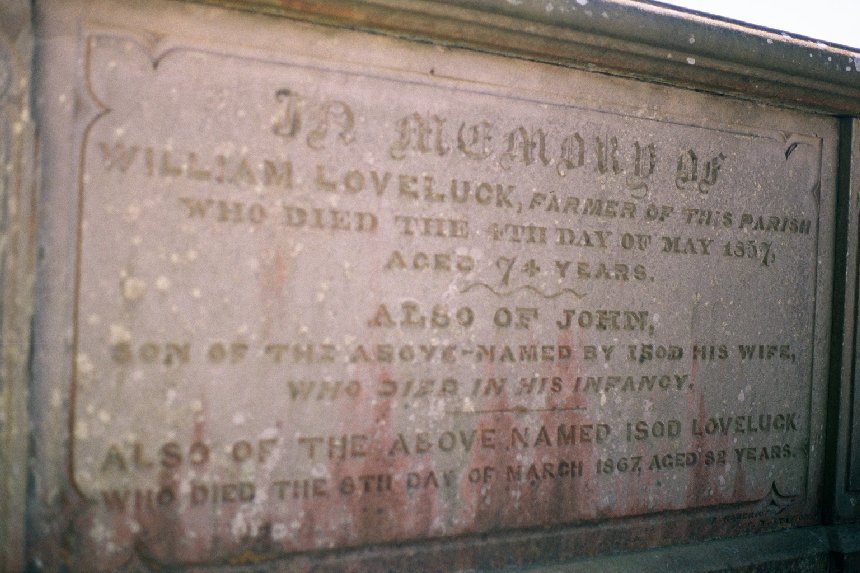 In Memory of
WILLIAM LOVELUCK, FARMER OF THIS PARISH
WHO DIED THE 4TH DAY OF MAY 1857,
AGED 74 YEARS.
ALSO OF JOHN,
SON OF THE ABOVE-NAMED BY ISOD HIS WIFE,
WHO DIED IN HIS INFANCY.
ALSO OF THE ABOVE NAMED ISOD LOVELUCK
WHO DIED THE 6TH DAY OF MARCH 1867, AGED 82 YEARS.